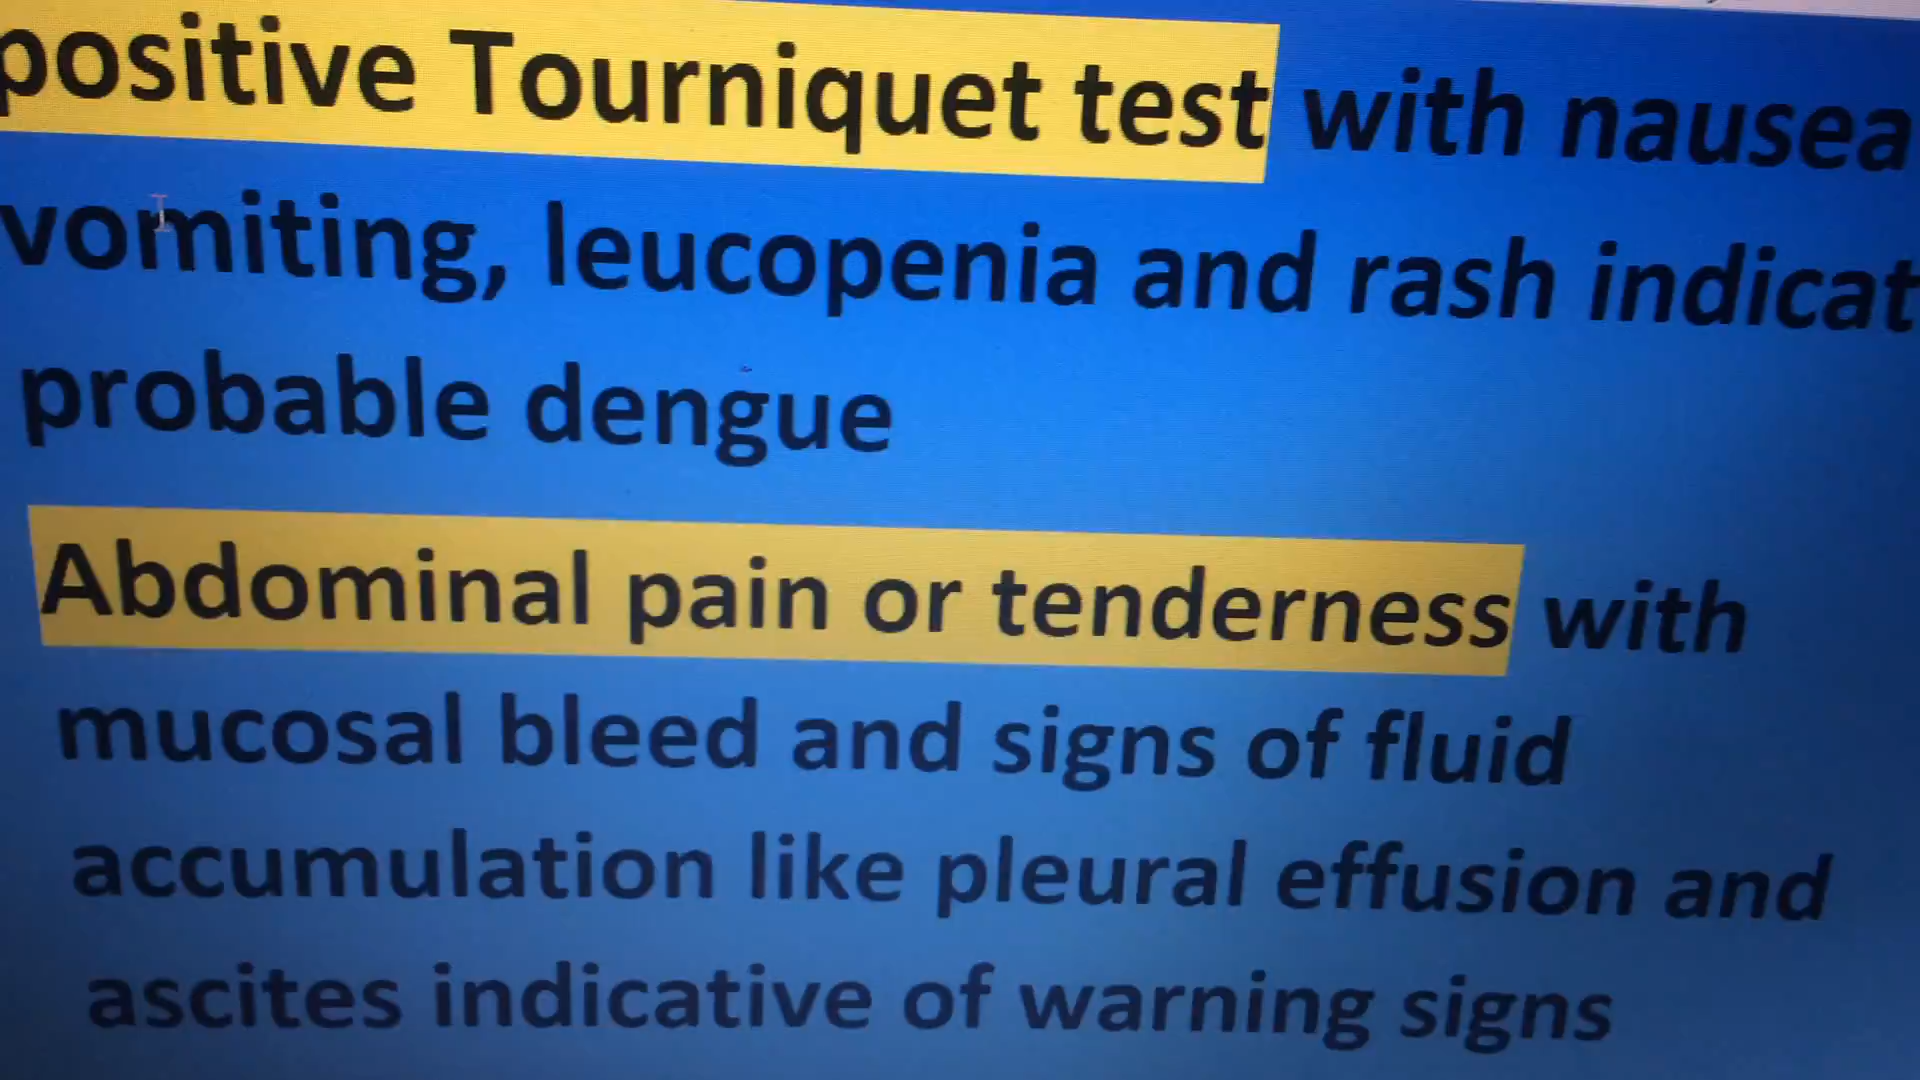 positive Tourniquet test with nausea
vomiting, leucopenia and rash indicat
probable dengue
Abdominal pain or tenderness with
mucosal bleed and signs of fluid
accumulation like pleural effusion and
ascites indicative of warning signs